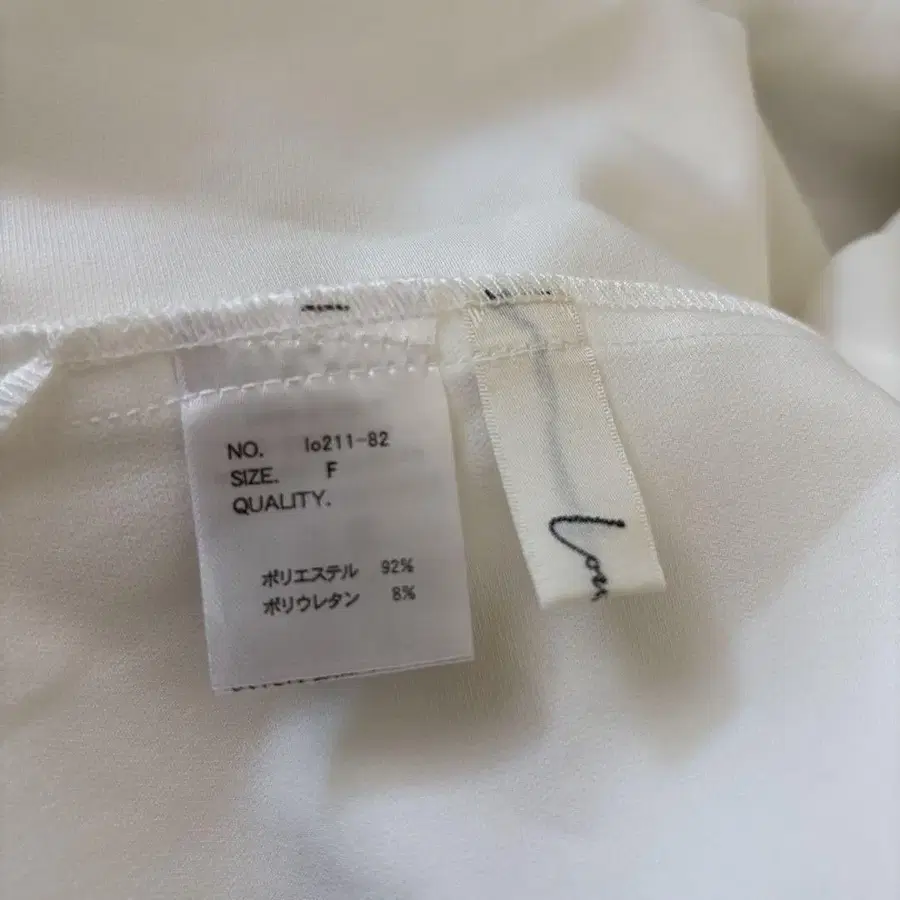 NO. lo211-82
SIZE. F
QUALITY.
ポリエステル 92%
ポリウレタン 8%